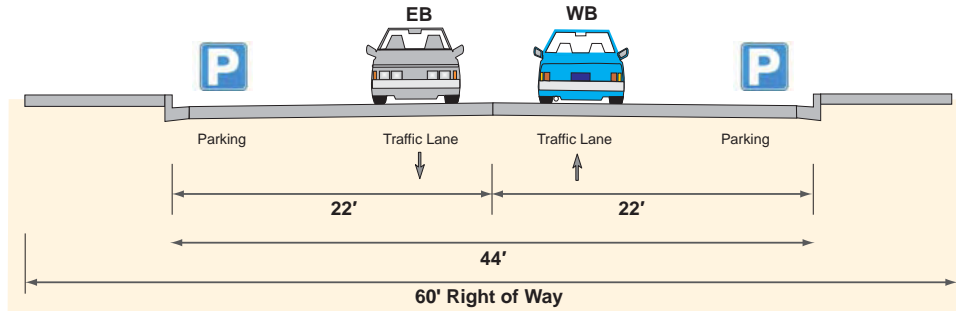 EB WB
P P
Parking Traffic Lane Traffic Lane Parking
22′ 22′
44′
60' Right of Way